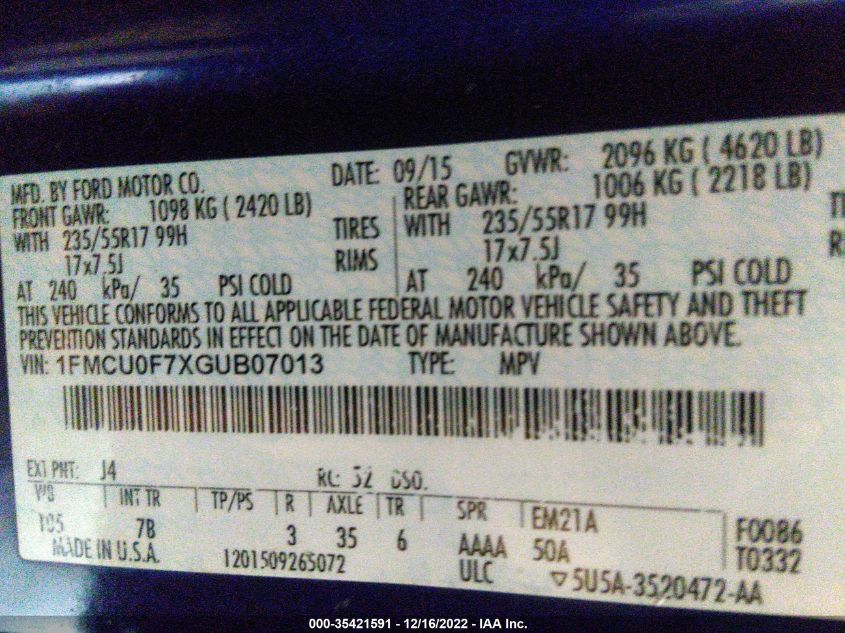 MFD. BY FORD MOTOR CO. DATE: 09/15 GVWR: 2096 KG ( 4620 LB)
FRONT GAWR: 1098 KG ( 2420 LB) REAR GAWR: 1006 KG ( 2218 LB)
WITH 235/55R17 99H TIRES WITH 235/55R17 99H
17x7.5J RIMS 17x7.5J
AT 240 kPa/ 35 PSI COLD AT 240 kPa/ 35 PSI COLD
THIS VEHICLE CONFORMS TO ALL APPLICABLE FEDERAL MOTOR VEHICLE SAFETY AND THEFT
PREVENTION STANDARDS IN EFFECT ON THE DATE OF MANUFACTURE SHOWN ABOVE.
VIN: 1FMCU0F7XGUB07013 TYPE: MPV
EXT PNT: J4 RC: 52 DSO:
WB INT TR TP/PS R AXLE TR SPR EM21A F0086
105 7B 3 35 6 AAAA 50A T0332
MADE IN U.S.A. 1201509265072 ULC ▽5U5A-3520472-AA
000-35421591 - 12/16/2022 - IAA Inc.